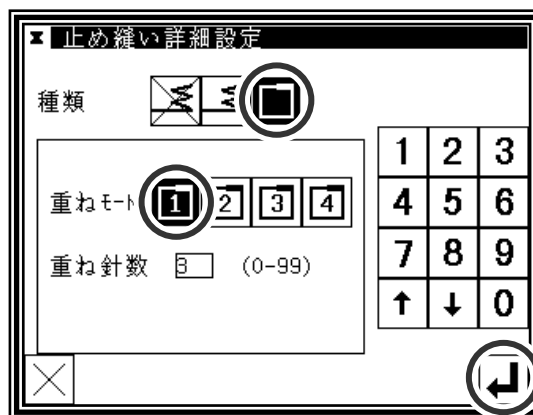 止め縫い詳細設定
種類
重ねモード 1 2 3 4
重ね針数 3 (0-99)
1 2 3
4 5 6
7 8 9
↑ ↓ 0